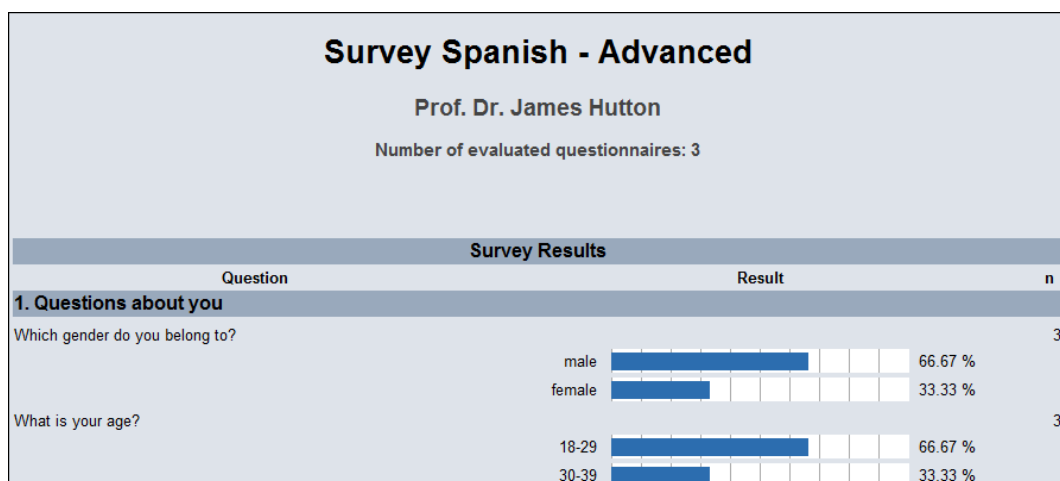 Survey Spanish - Advanced
Prof. Dr. James Hutton
Number of evaluated questionnaires: 3
Survey Results
Question Result n
1. Questions about you
Which gender do you belong to? 3
male 66.67 %
female 33.33 %
What is your age? 3
18-29 66.67 %
30-39 33.33 %